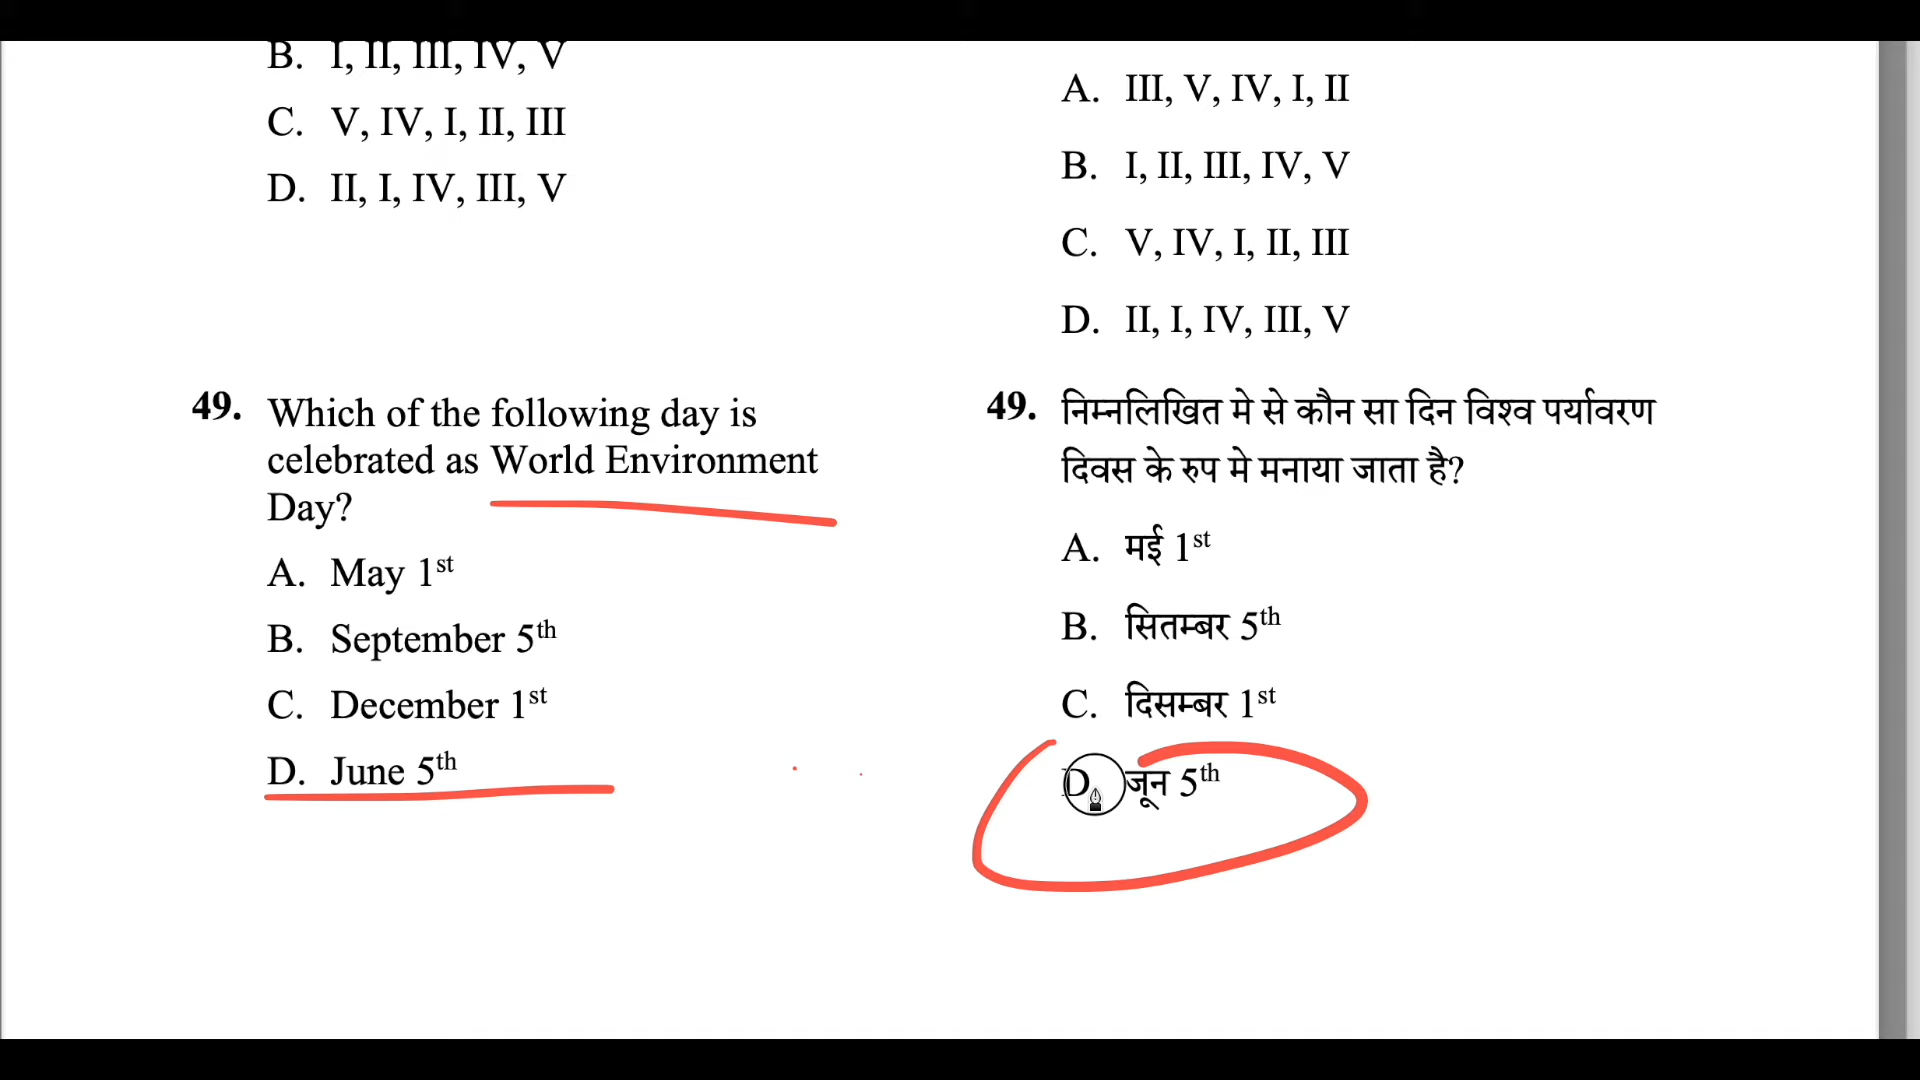 B. I, II, III, IV, V
C. V, IV, I, II, III
D. II, I, IV, III, V
49. Which of the following day is
celebrated as World Environment
Day?
A. May 1st
B. September 5th
C. December 1st
D. June 5th
A. III, V, IV, I, II
B. I, II, III, IV, V
C. V, IV, I, II, III
D. II, I, IV, III, V
49. निम्नलिखित मे से कौन सा दिन विश्व पर्यावरण
दिवस के रुप मे मनाया जाता है?
A. मई 1st
B. सितम्बर 5th
C. दिसम्बर 1st
D. जून 5th